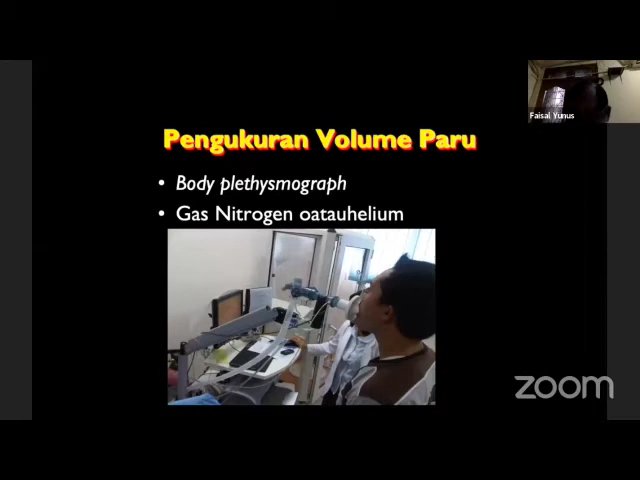 Faisal Yunus
Pengukuran Volume Paru
• Body plethysmograph
• Gas Nitrogen oatauhelium
zoom